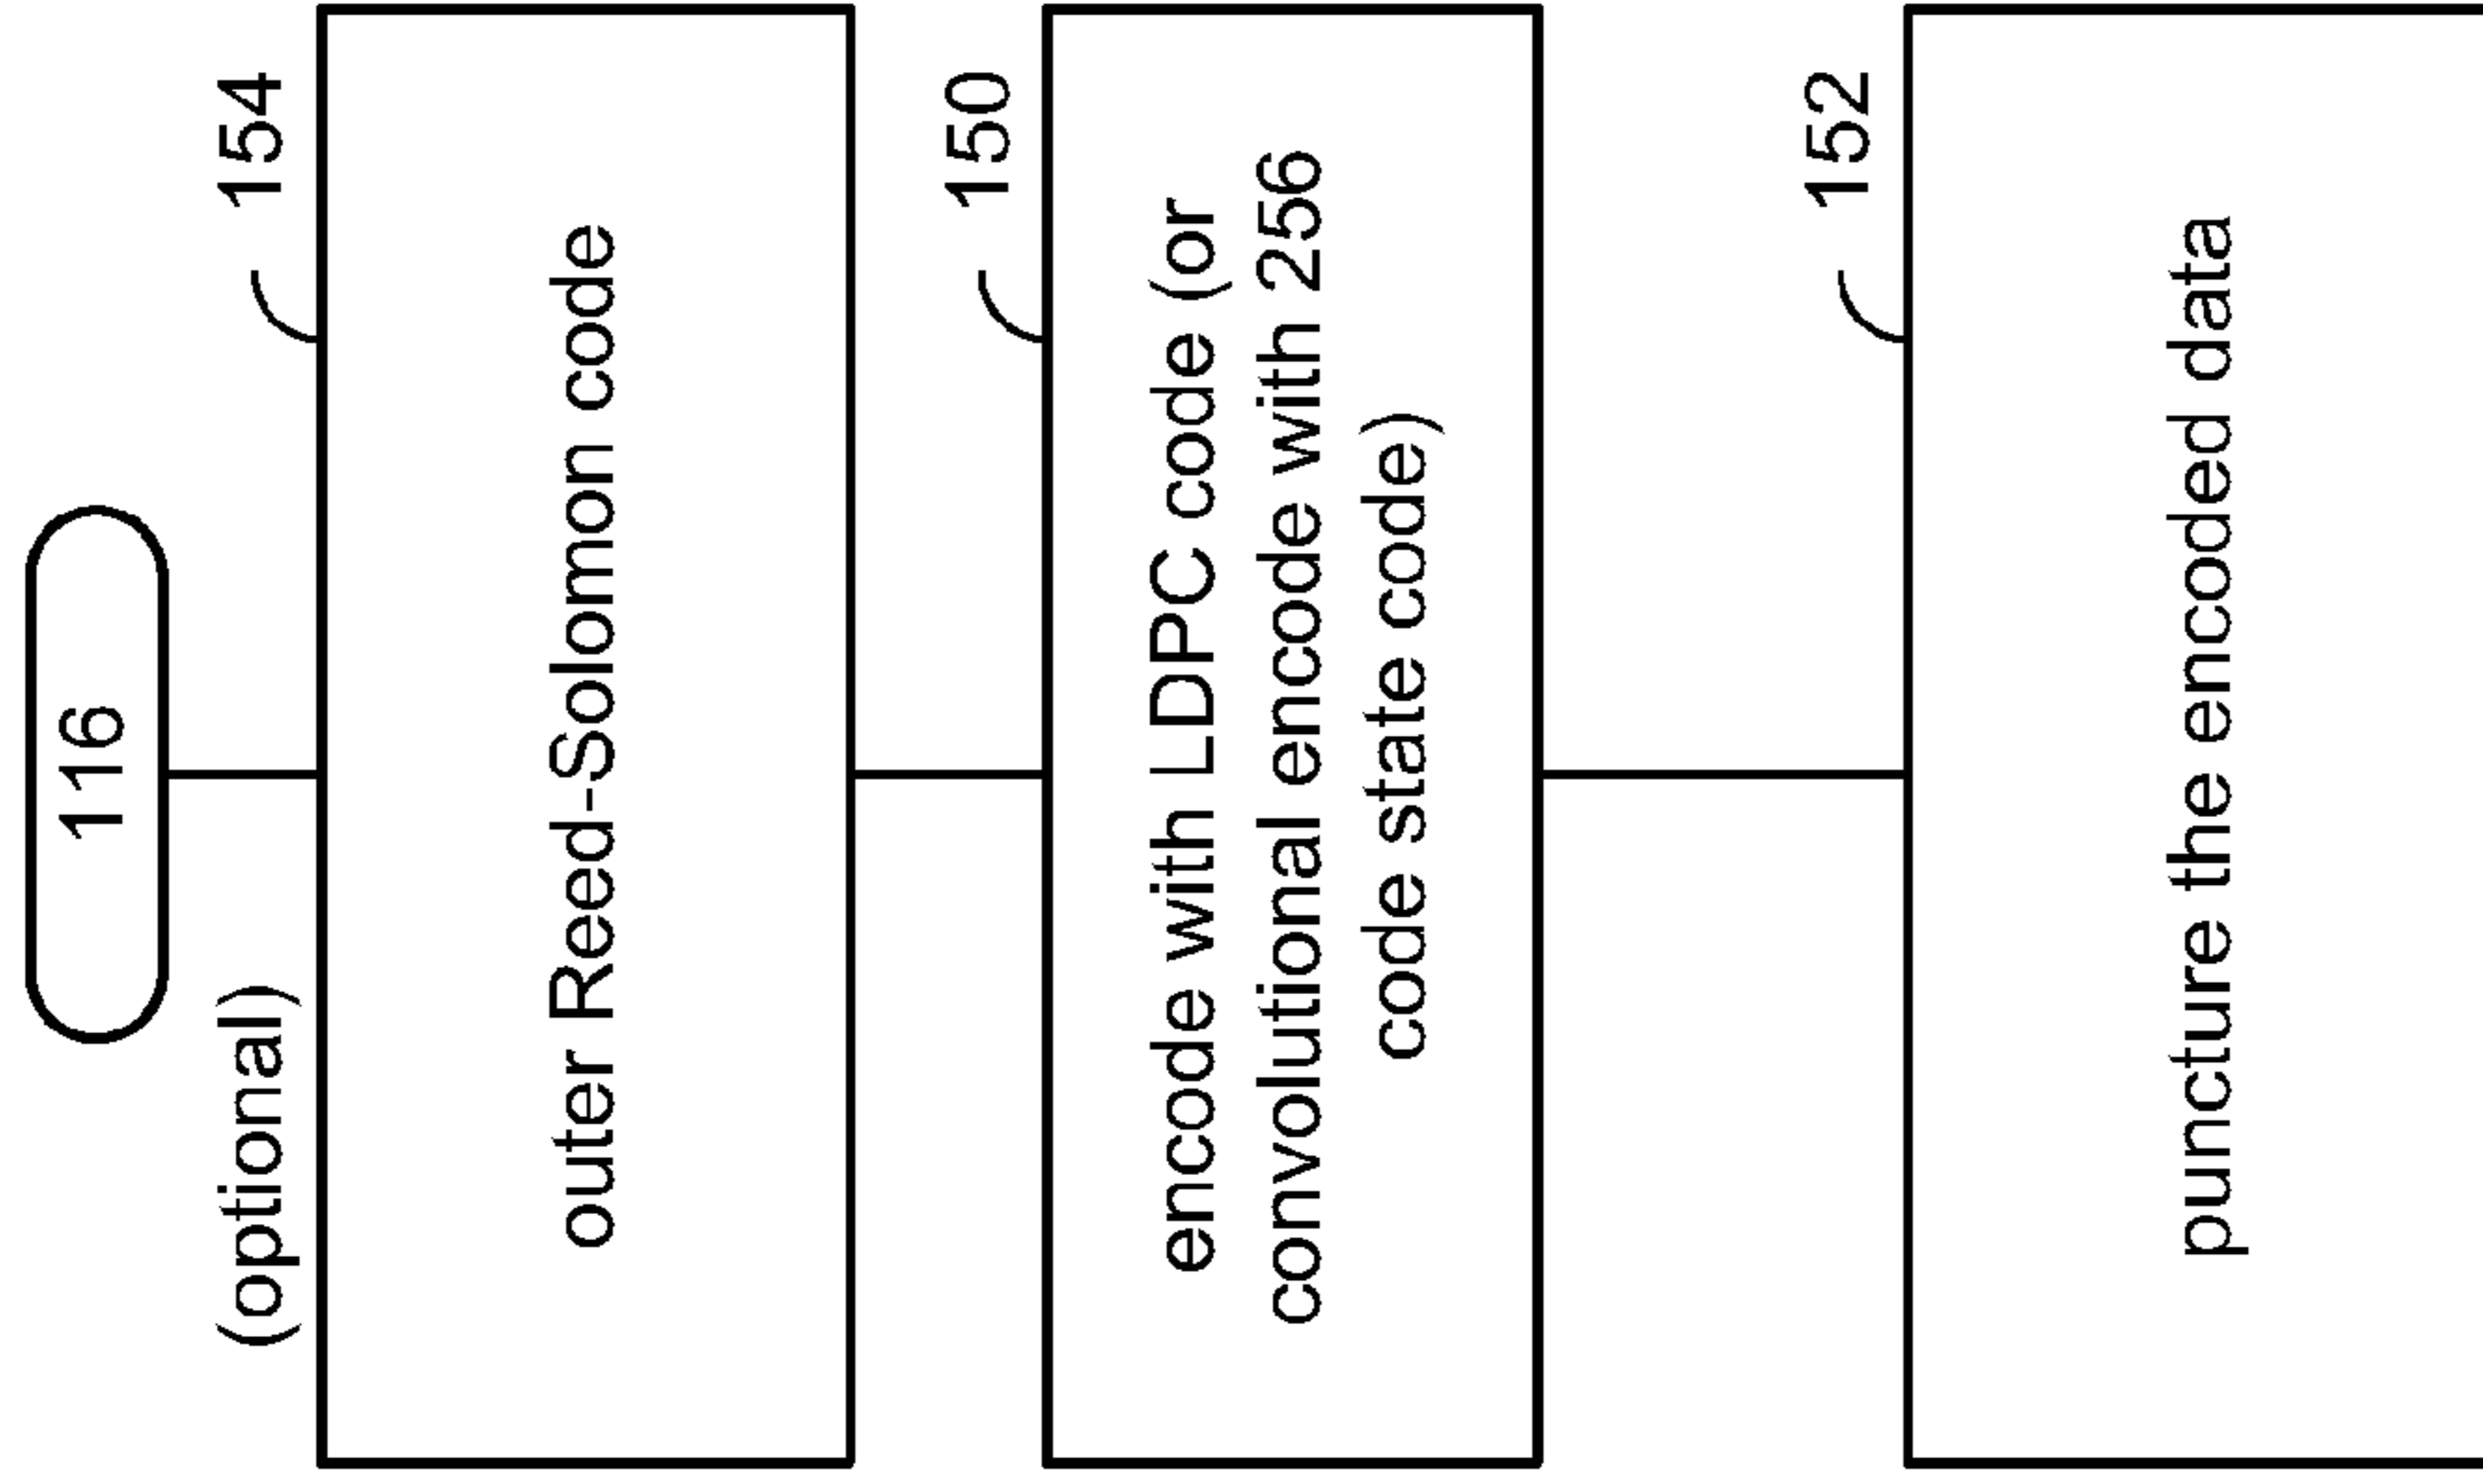 116
(optional)
154
outer Reed-Solomon code
150
encode with LDPC code (or
convolutional encode with 256
code state code)
152
puncture the encoded data